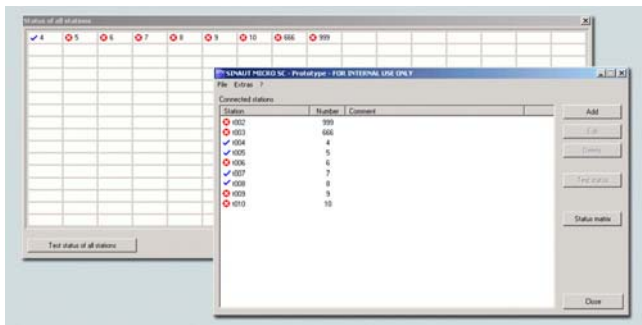 Status of all stations
4 5 6 7 8 9 10 666 999
SINAUT MICRO SC - Prototype - FOR INTERNAL USE ONLY
File Extras ?
Connected stations
Station Number Comment
t002 999
t003 666
t004 4
t005 5
t006 6
t007 7
t008 8
t009 9
t010 10
Add
Edit
Delete
Test status
Status matrix
Close
Test status of all stations